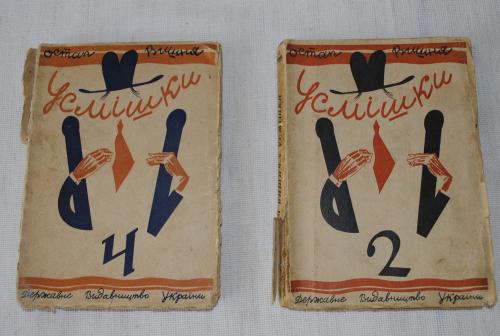 Остап Вишня
Усмішки
4
Державне Видавництво України
Остап Вишня
Усмішки
2
Державне Видавництво України